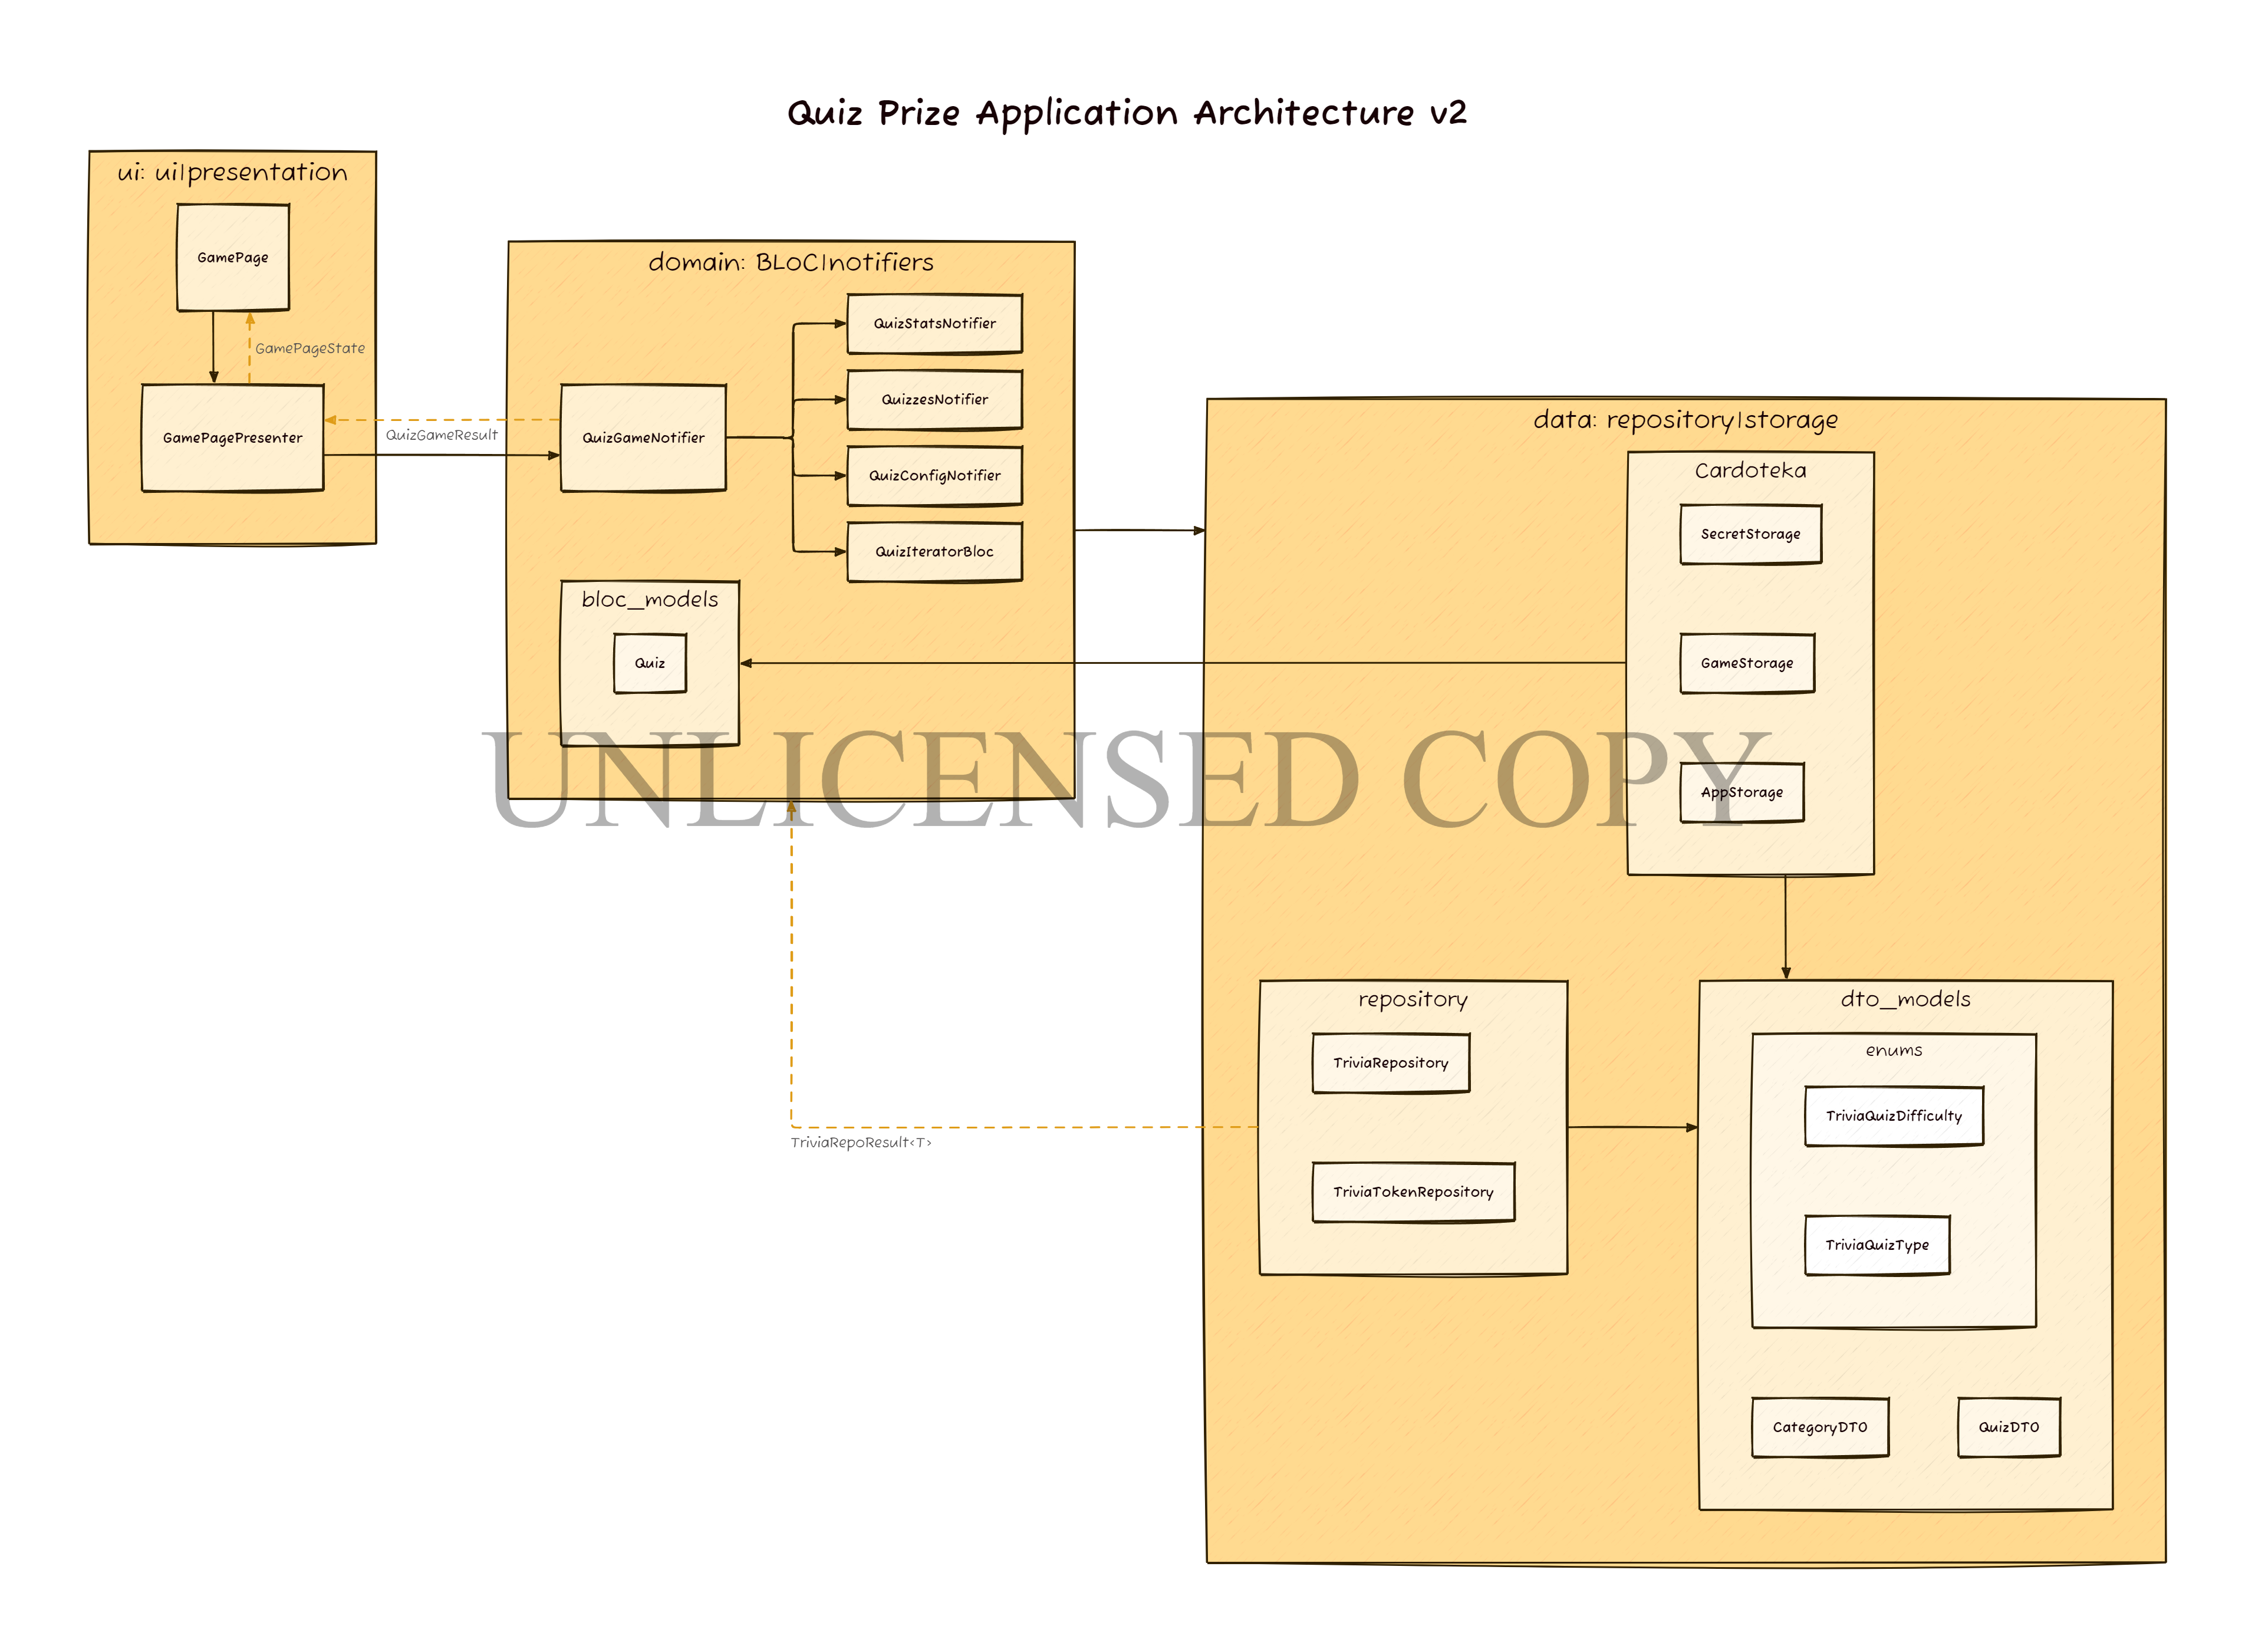 Quiz Prize Application Architecture v2
ui: ui|presentation
GamePage
GamePageState
GamePagePresenter
QuizGameResult
domain: BLoC|notifiers
QuizGameNotifier
QuizStatsNotifier
QuizzesNotifier
QuizConfigNotifier
QuizIteratorBloc
bloc_models
Quiz
data: repository|storage
Cardoteka
SecretStorage
GameStorage
AppStorage
UNLICENSED COPY
repository
TriviaRepository
TriviaTokenRepository
TriviaRepoResult<T>
dto_models
enums
TriviaQuizDifficulty
TriviaQuizType
CategoryDTO
QuizDTO